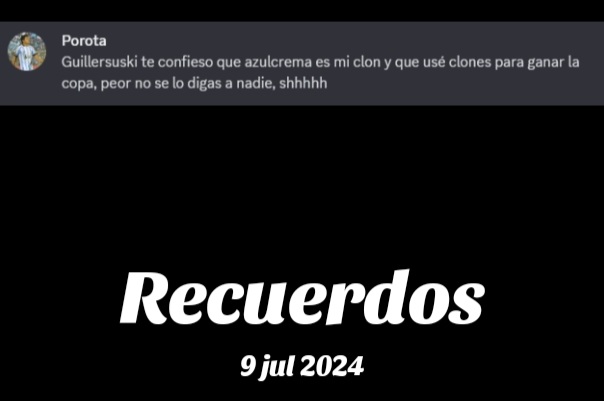 Porota
Guillersuski te confieso que azulcrema es mi clon y que usé clones para ganar la
copa, peor no se lo digas a nadie, shhhhh
Recuerdos
9 jul 2024